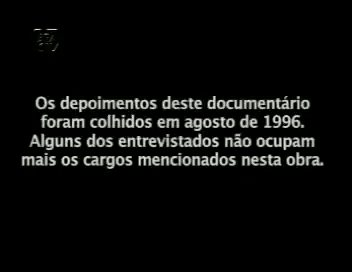 Os depoimentos deste documentário
foram colhidos em agosto de 1996.
Alguns dos entrevistados não ocupam
mais os cargos mencionados nesta obra.